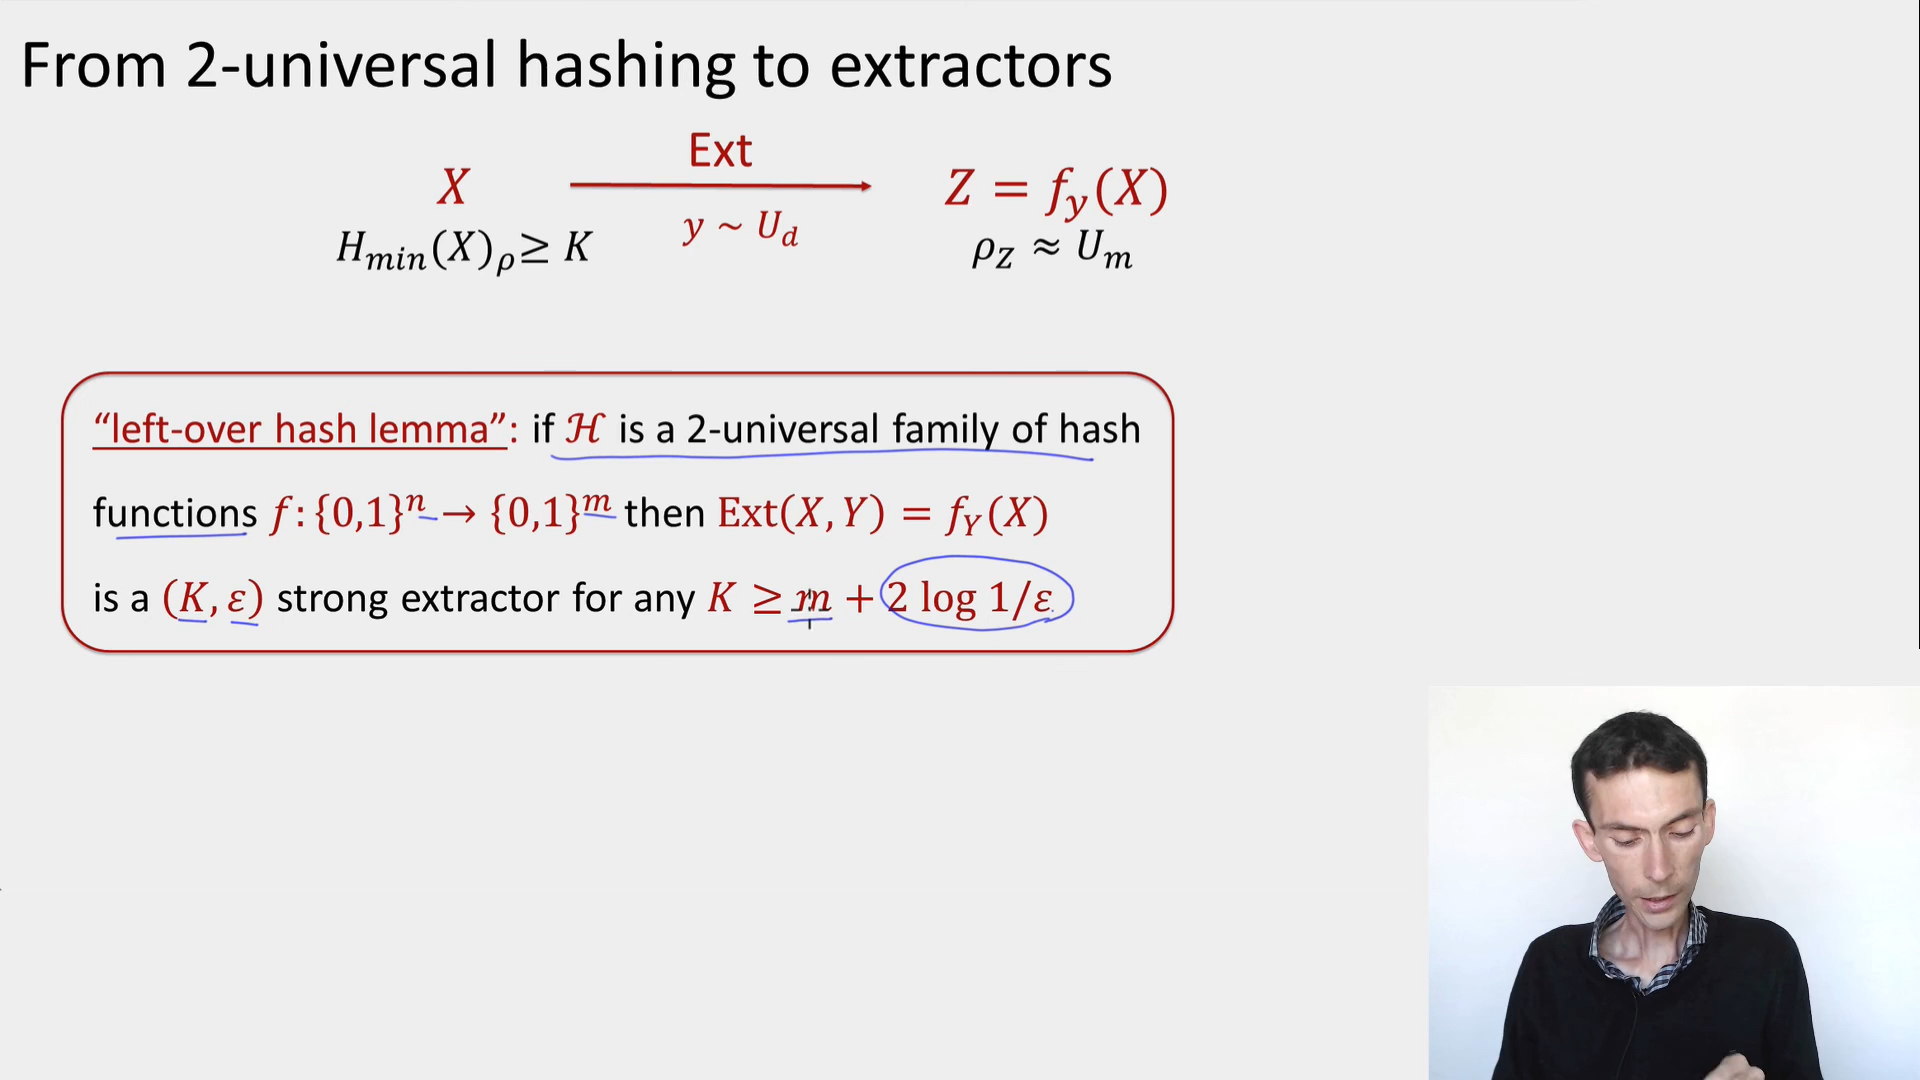 From 2-universal hashing to extractors
Ext
X
Z = f_y(X)
y ~ U_d
H_{min}(X)_ρ ≥ K
ρ_Z ≈ U_m
“left-over hash lemma”: if ℋ is a 2-universal family of hash
functions f: {0,1}^n → {0,1}^m then Ext(X, Y) = f_Y(X)
is a (K, ε) strong extractor for any K ≥ m + 2 log 1/ε